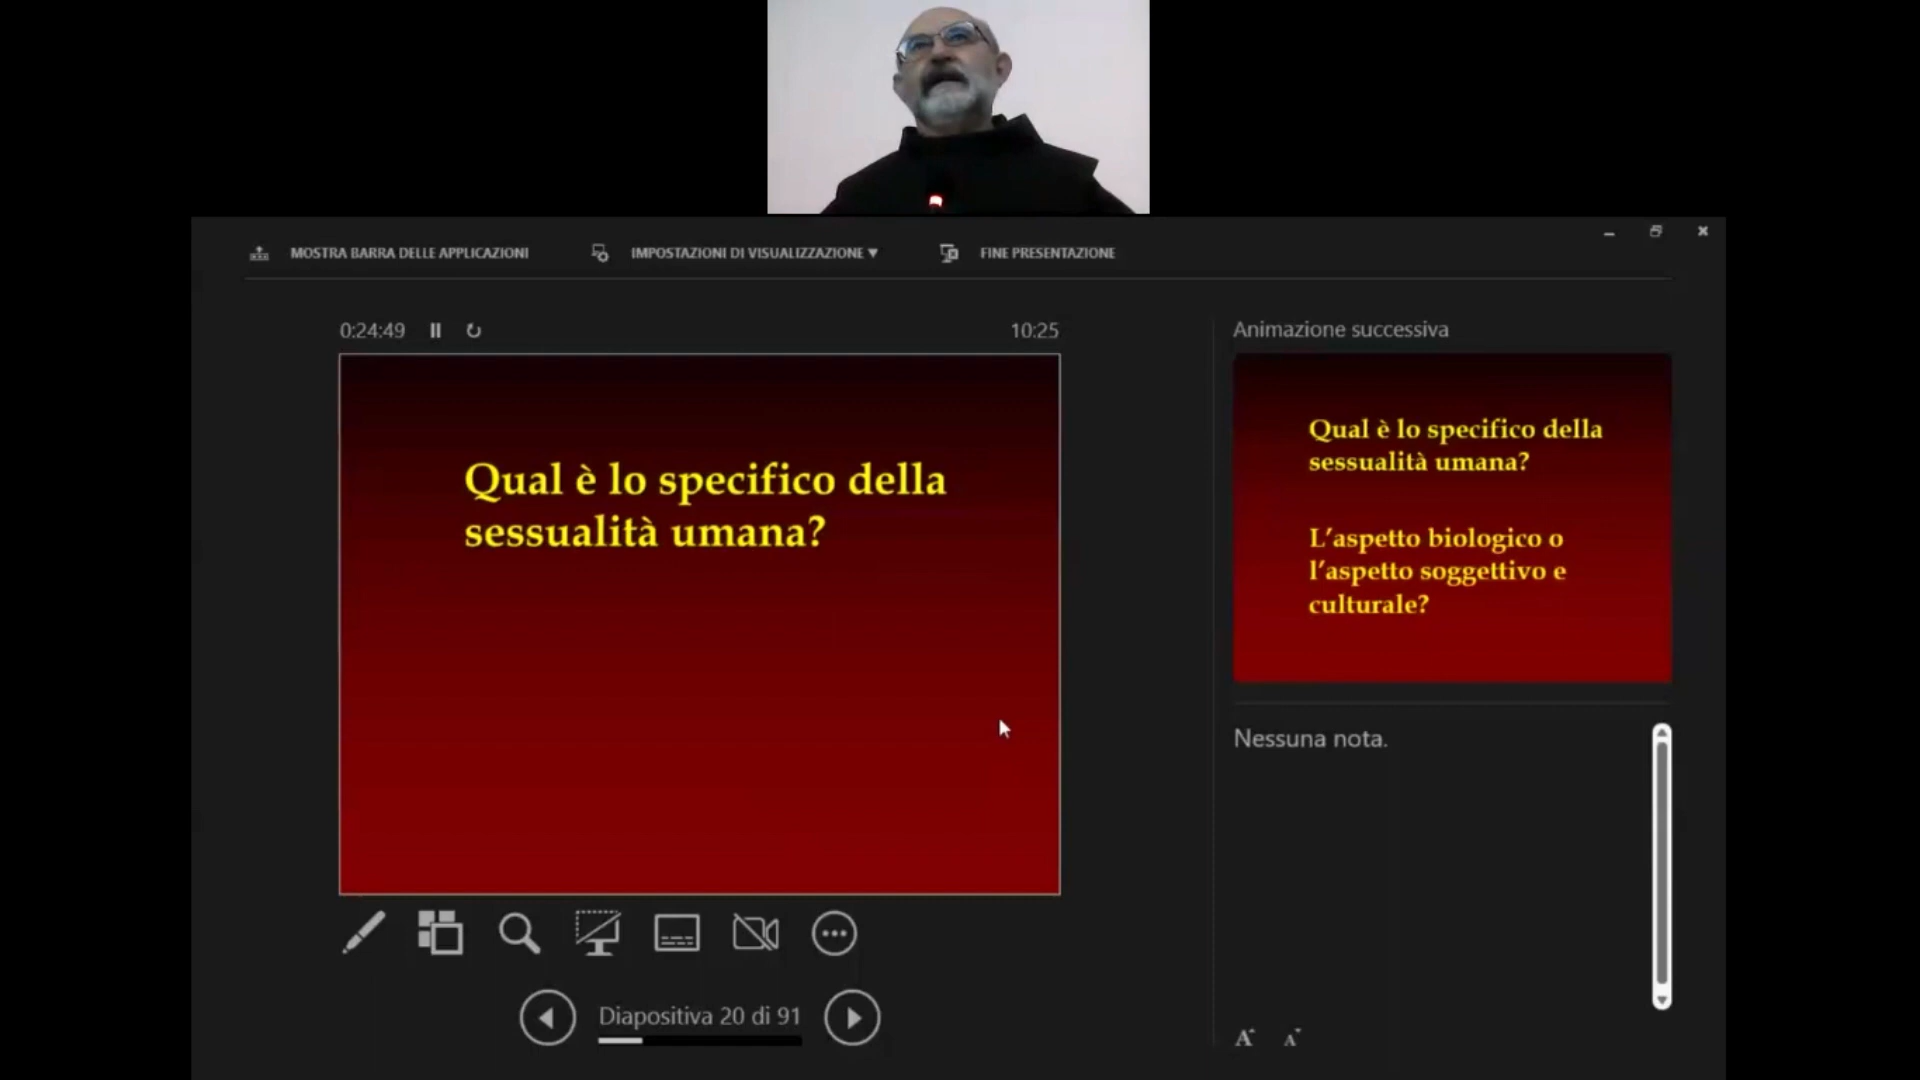 MOSTRA BARRA DELLE APPLICAZIONI
IMPOSTAZIONI DI VISUALIZZAZIONE ▼
FINE PRESENTAZIONE
0:24:49
10:25
Qual è lo specifico della
sessualità umana?
Animazione successiva
Qual è lo specifico della
sessualità umana?
L’aspetto biologico o
l’aspetto soggettivo e
culturale?
Nessuna nota.
Diapositiva 20 di 91
A
A